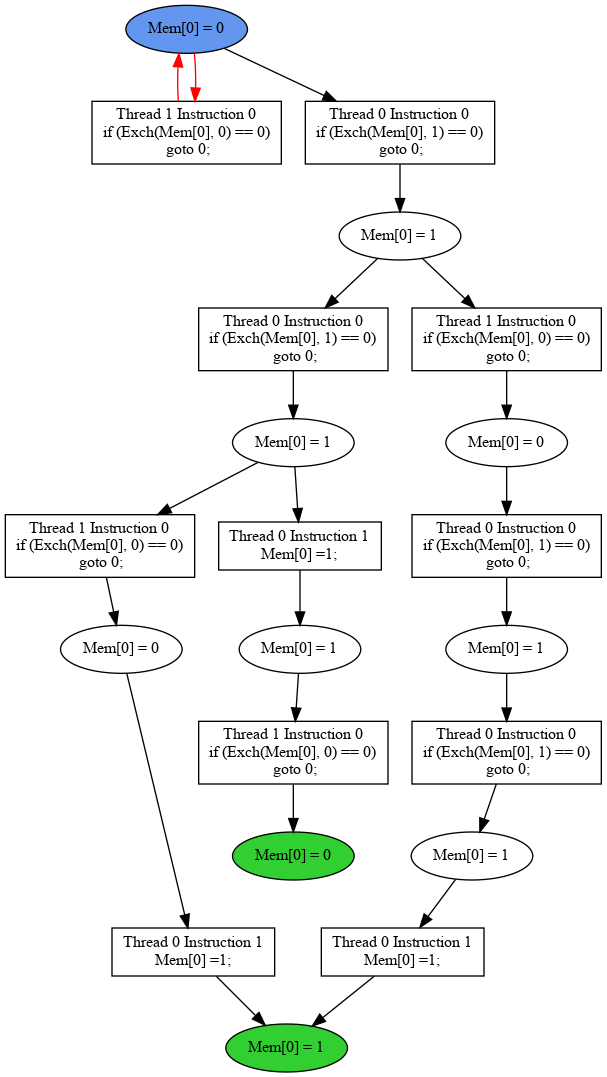 Mem[0] = 0
Thread 1 Instruction 0
if (Exch(Mem[0], 0) == 0)
goto 0;
Thread 0 Instruction 0
if (Exch(Mem[0], 1) == 0)
goto 0;
Mem[0] = 1
Thread 0 Instruction 0
if (Exch(Mem[0], 1) == 0)
goto 0;
Thread 1 Instruction 0
if (Exch(Mem[0], 0) == 0)
goto 0;
Mem[0] = 1
Mem[0] = 0
Thread 1 Instruction 0
if (Exch(Mem[0], 0) == 0)
goto 0;
Thread 0 Instruction 1
Mem[0] =1;
Thread 0 Instruction 0
if (Exch(Mem[0], 1) == 0)
goto 0;
Mem[0] = 0
Mem[0] = 1
Mem[0] = 1
Thread 1 Instruction 0
if (Exch(Mem[0], 0) == 0)
goto 0;
Thread 0 Instruction 0
if (Exch(Mem[0], 1) == 0)
goto 0;
Mem[0] = 0
Mem[0] = 1
Thread 0 Instruction 1
Mem[0] =1;
Thread 0 Instruction 1
Mem[0] =1;
Mem[0] = 1